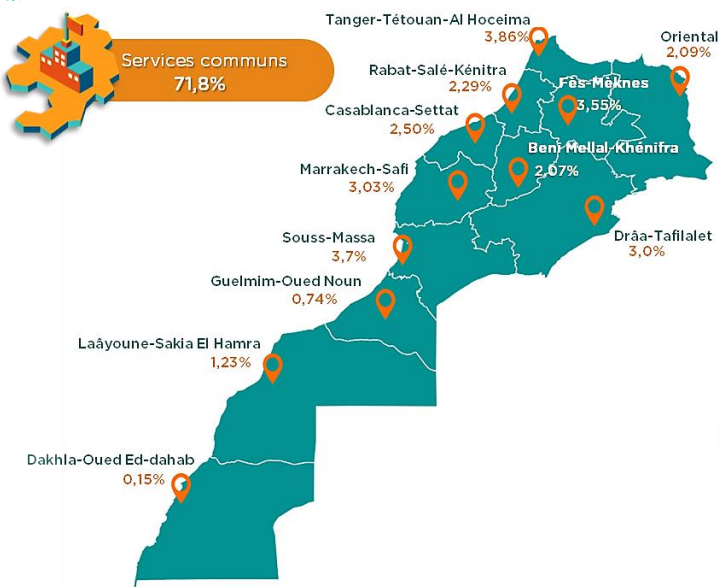 Tanger-Tétouan-Al Hoceima
3,86%
Oriental
2,09%
Services communs
71,8%
Rabat-Salé-Kénitra
2,29%
Fès-Mèknes
3,55%
Casablanca-Settat
2,50%
Beni Mellal-Khénifra
2,07%
Marrakech-Safi
3,03%
Drâa-Tafilalet
3,0%
Souss-Massa
3,7%
Guelmim-Oued Noun
0,74%
Laâyoune-Sakia El Hamra
1,23%
Dakhla-Oued Ed-dahab
0,15%